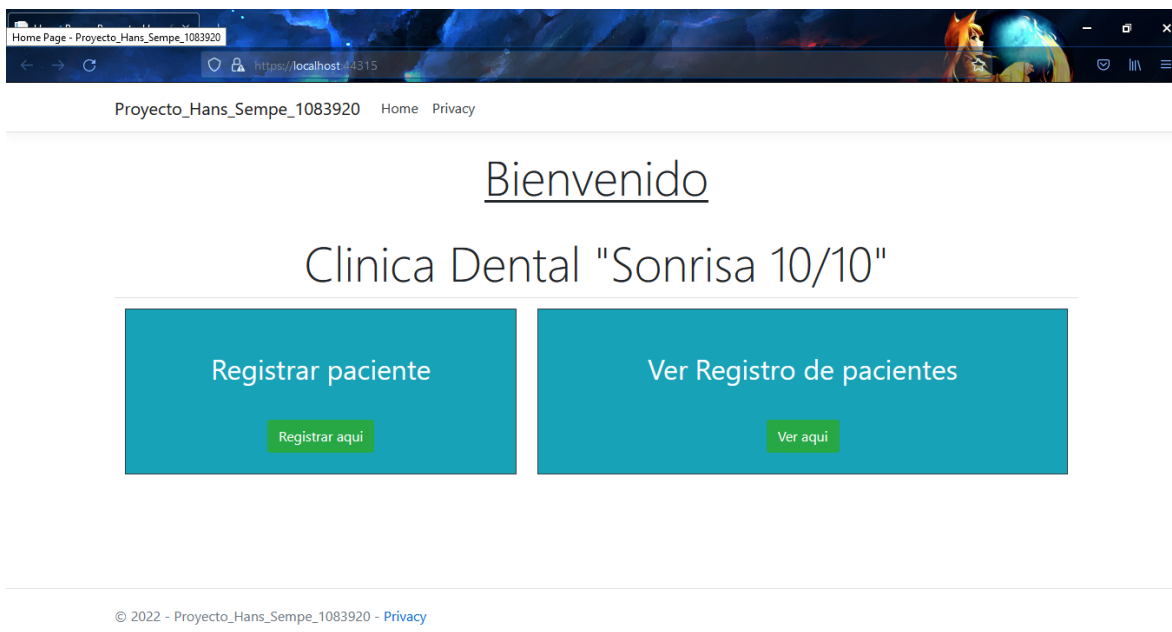 Home Page - Proyecto_Hans_Sempe_1083920
https://localhost:44315
Proyecto_Hans_Sempe_1083920 Home Privacy
Bienvenido
Clinica Dental "Sonrisa 10/10"
Registrar paciente
Ver Registro de pacientes
Registrar aqui
Ver aqui
© 2022 - Proyecto_Hans_Sempe_1083920 - Privacy